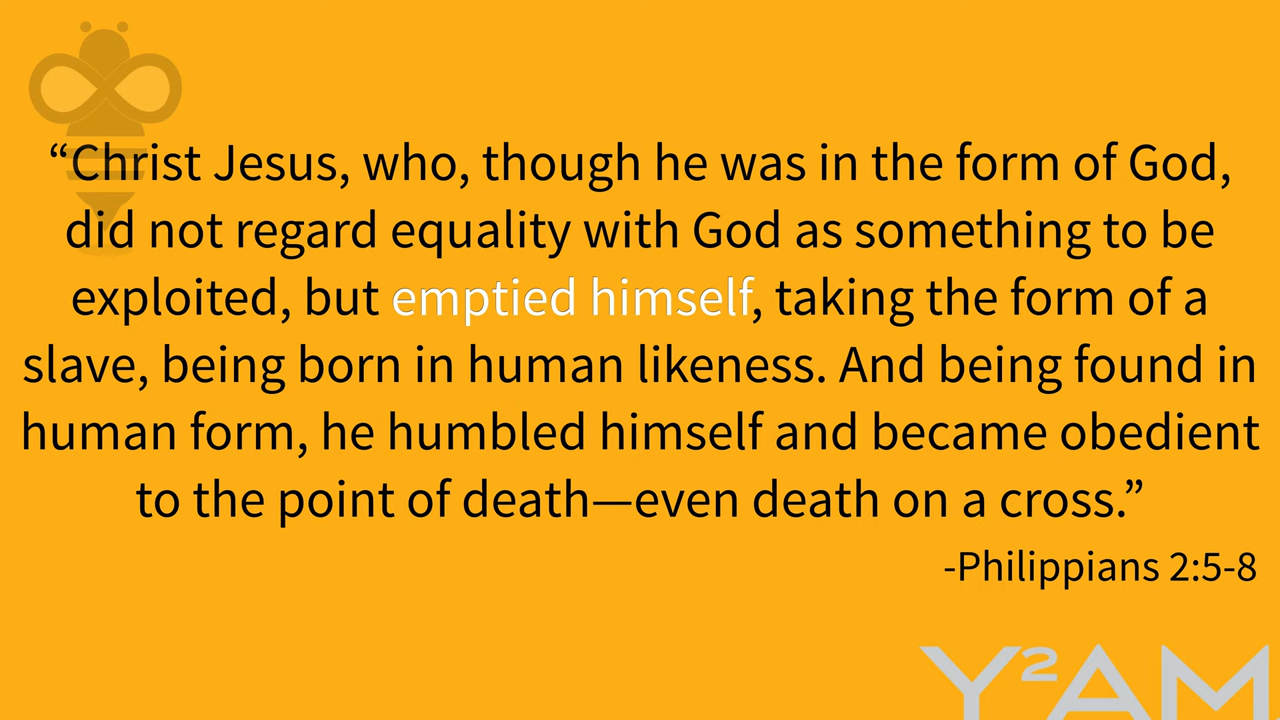 “Christ Jesus, who, though he was in the form of God,
did not regard equality with God as something to be
exploited, but emptied himself, taking the form of a
slave, being born in human likeness. And being found in
human form, he humbled himself and became obedient
to the point of death—even death on a cross.”
-Philippians 2:5-8
Y²AM